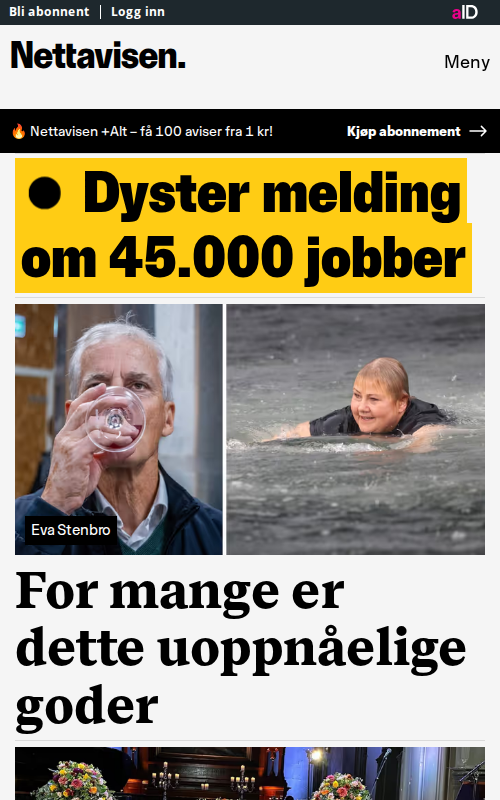 Bli abonnent | Logg inn
aID
Nettavisen.
Meny
🔥 Nettavisen +Alt – få 100 aviser fra 1 kr!
Kjøp abonnement →
● Dyster melding
om 45.000 jobber
Eva Stenbro
For mange er
dette uoppnåelige
goder